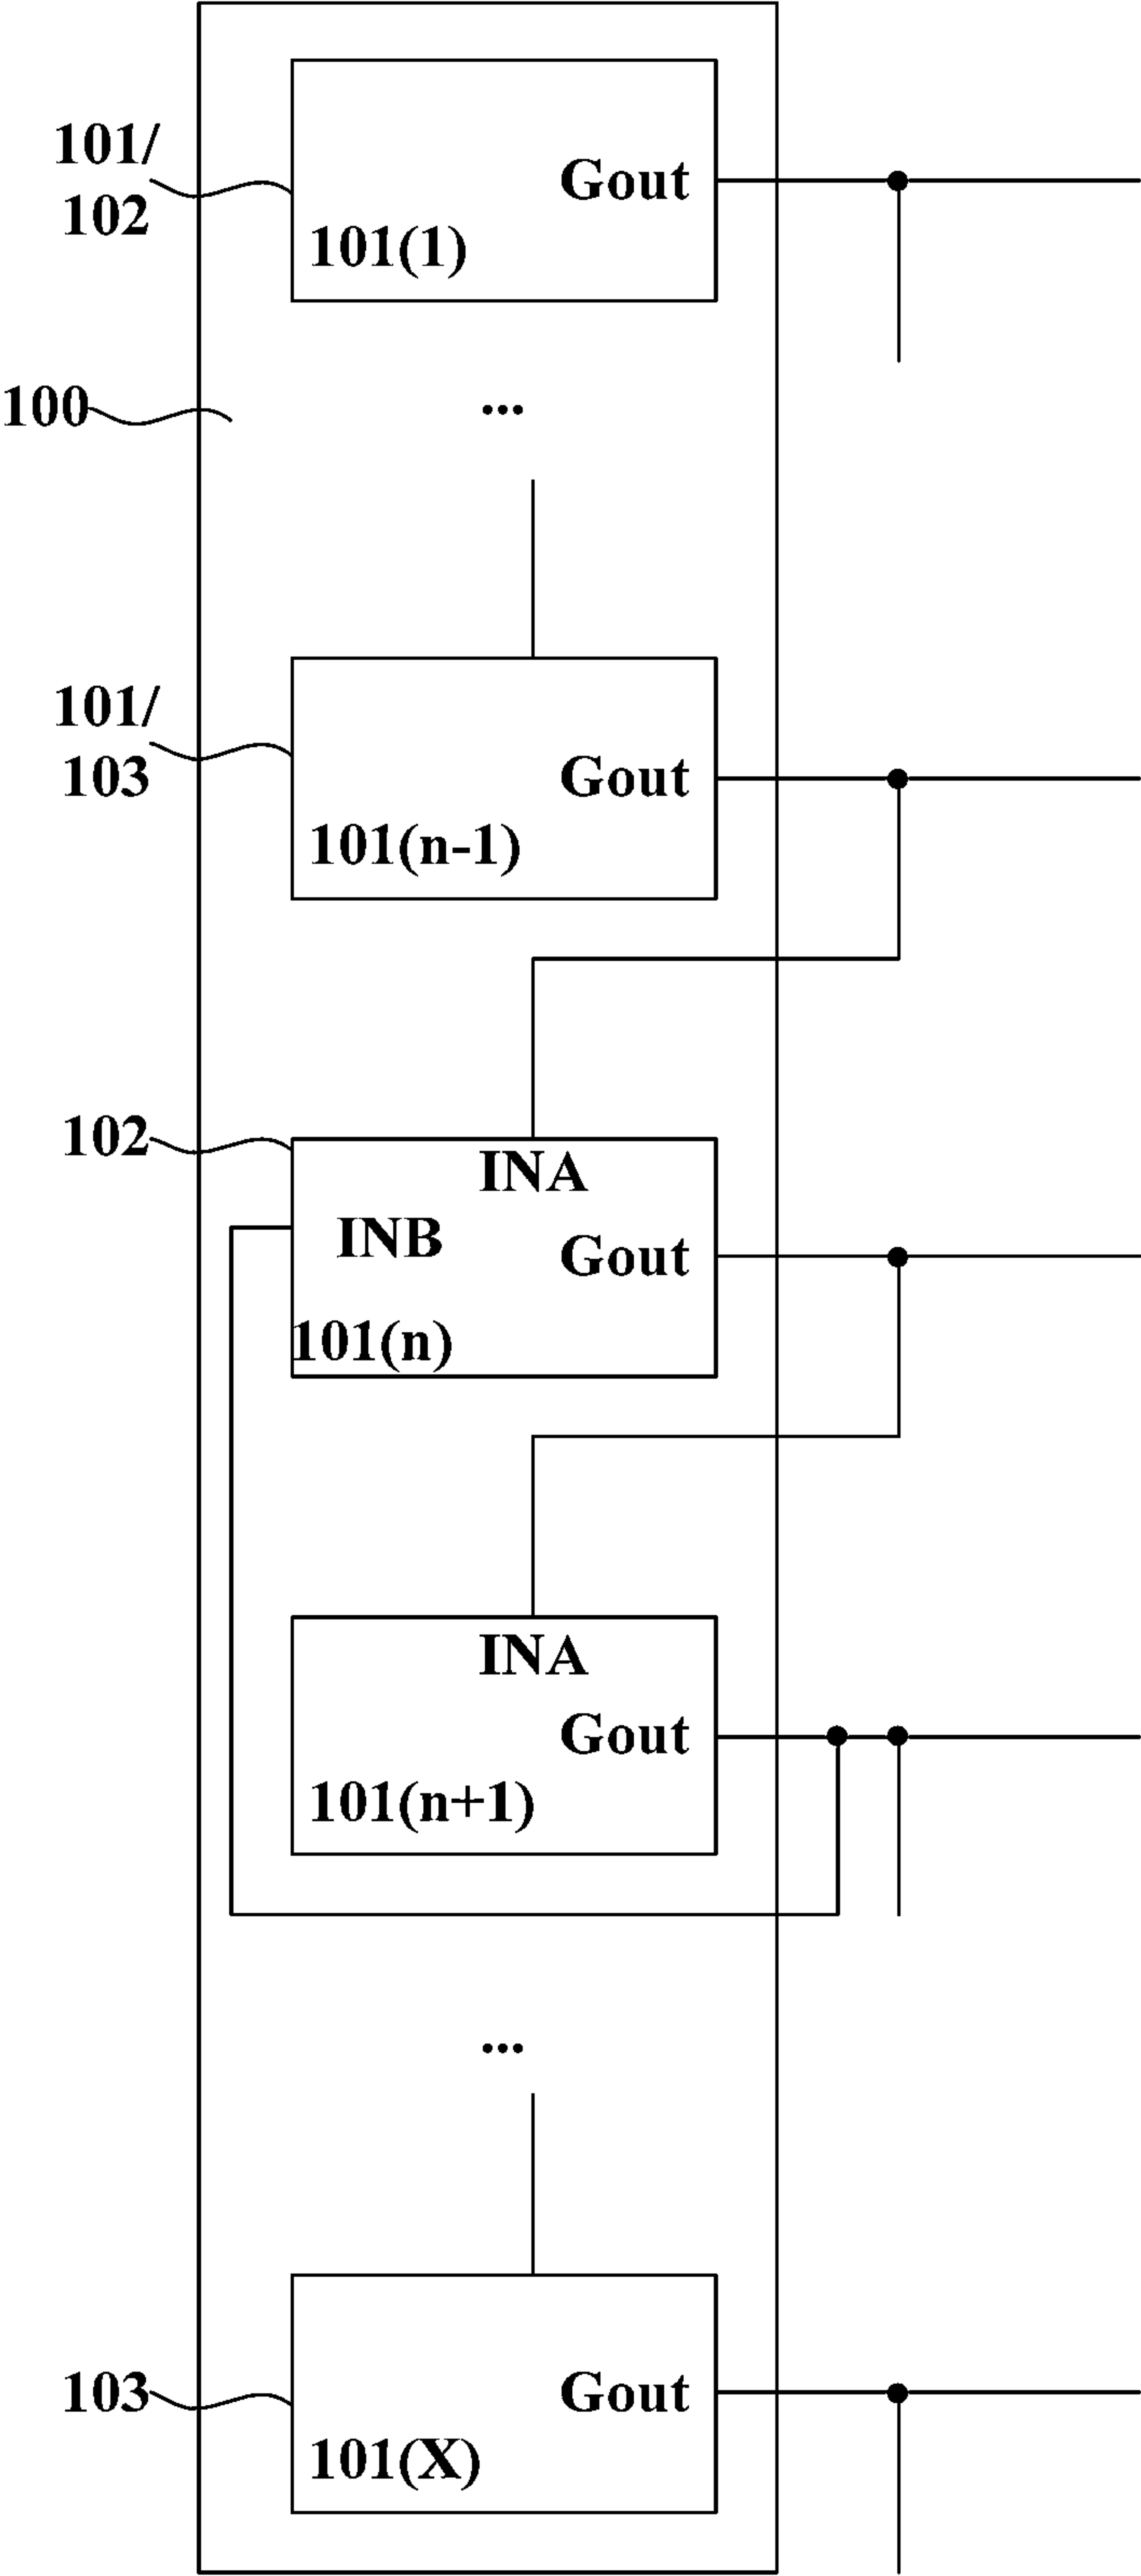 101/
102
Gout
101(1)
100
...
101/
103
Gout
101(n-1)
102
INA
INB
Gout
101(n)
INA
Gout
101(n+1)
...
103
Gout
101(X)